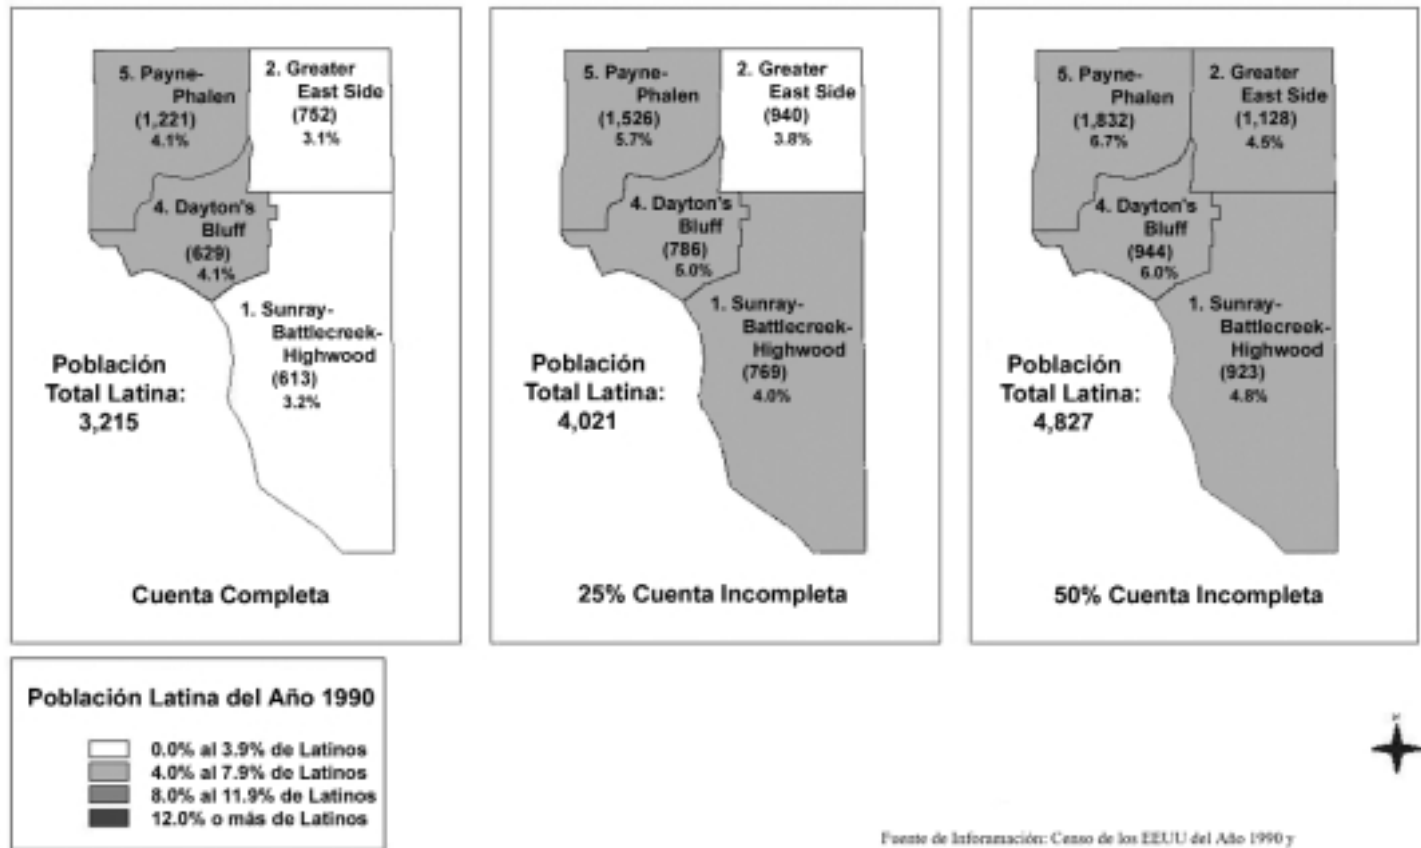 5. Payne-
Phalen
(1,221)
4.1%
2. Greater
East Side
(752)
3.1%
4. Dayton's
Bluff
(629)
4.1%
1. Sunray-
Battlecreek-
Highwood
(613)
3.2%
Población
Total Latina:
3,215
Cuenta Completa
5. Payne-
Phalen
(1,526)
5.7%
2. Greater
East Side
(940)
3.8%
4. Dayton's
Bluff
(786)
5.0%
1. Sunray-
Battlecreek-
Highwood
(769)
4.0%
Población
Total Latina:
4,021
25% Cuenta Incompleta
5. Payne-
Phalen
(1,832)
6.7%
2. Greater
East Side
(1,128)
4.5%
4. Dayton's
Bluff
(944)
6.0%
1. Sunray-
Battlecreek-
Highwood
(923)
4.8%
Población
Total Latina:
4,827
50% Cuenta Incompleta
Población Latina del Año 1990
0.0% al 3.9% de Latinos
4.0% al 7.9% de Latinos
8.0% al 11.9% de Latinos
12.0% o más de Latinos
Fuente de Inforamación: Censo de los EEUU del Año 1990 y